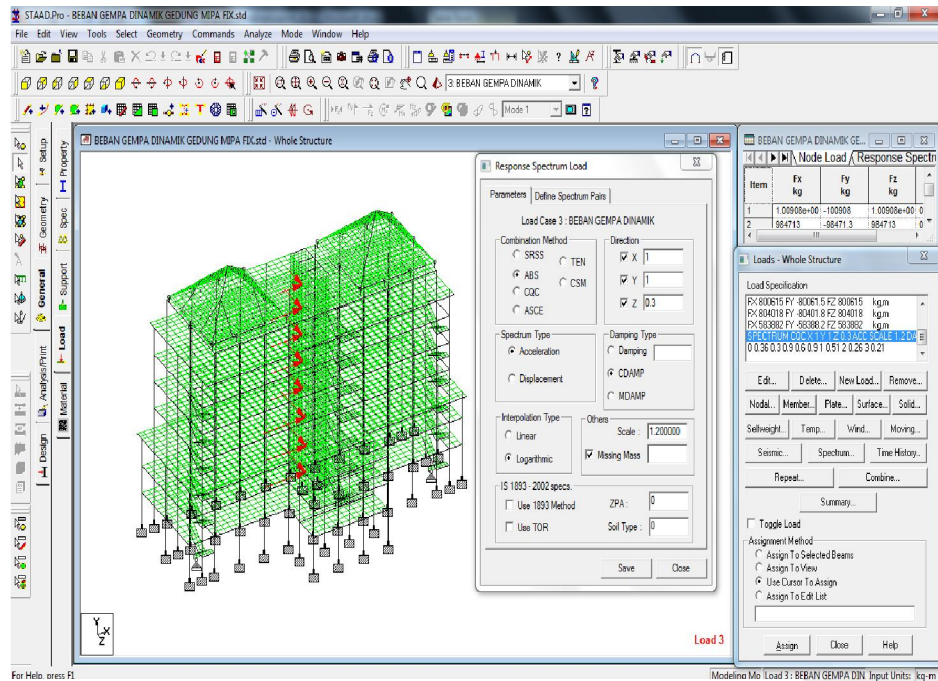 STAAD.Pro - BEBAN GEMPA DINAMIK GEDUNG MIPA FIX.std
File Edit View Tools Select Geometry Commands Analyze Mode Window Help
3: BEBAN GEMPA DINAMIK
Mode 1
Setup
Geometry
General
Analysis/Print
Design
Property
Spec
Support
Load
Material
BEBAN GEMPA DINAMIK GEDUNG MIPA FIX.std - Whole Structure
Load 3
Y
X
Z
Response Spectrum Load
Parameters Define Spectrum Pairs
Load Case 3 : BEBAN GEMPA DINAMIK
Combination Method
SRSS
TEN
ABS
CSM
CQC
ASCE
Direction
X 1
Y 1
Z 0.3
Spectrum Type
Acceleration
Displacement
Damping Type
Damping
CDAMP
MDAMP
Interpolation Type
Linear
Logarithmic
Others
Scale : 1.200000
Missing Mass
IS 1893 - 2002 specs.
Use 1893 Method
ZPA : 0
Use TOR
Soil Type : 0
Save Close
BEBAN GEMPA DINAMIK GE...
Node Load Response Spectr
Item Fx kg Fy kg Fz kg
1 1.00908e+00 -100908 1.00908e+00 0
2 984713 -98471.3 984713 0
Loads - Whole Structure
Load Specification
FX 800615 FY -80061.5 FZ 800615 kg,m
FX 804018 FY -80401.8 FZ 804018 kg,m
FX 583882 FY -58388.2 FZ 583882 kg,m
SPECTRUM CQC X 1 Y 1 Z 0.3 ACC SCALE 1.2 DA
0 0.36 0.3 0.9 0.6 0.9 1 0.51 2 0.26 3 0.21
Edit... Delete... New Load... Remove...
Nodal... Member... Plate... Surface... Solid...
Selfweight... Temp... Wind... Moving...
Seismic... Spectrum... Time History...
Repeat... Combine...
Summary...
Toggle Load
Assignment Method
Assign To Selected Beams
Assign To View
Use Cursor To Assign
Assign To Edit List
Assign Close Help
For Help, press F1
Modeling Mo Load 3 : BEBAN GEMPA DIN Input Units: kg-m